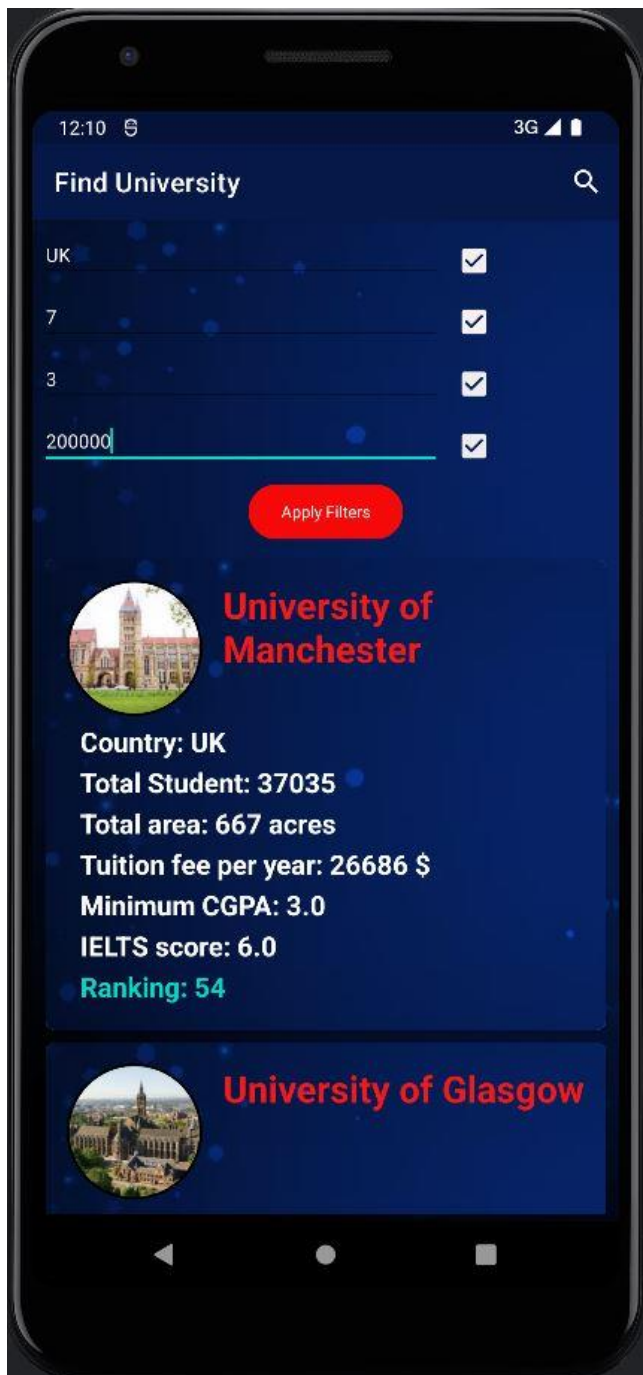 12:10 3G
Find University
UK
7
3
200000
Apply Filters
University of
Manchester
Country: UK
Total Student: 37035
Total area: 667 acres
Tuition fee per year: 26686 $
Minimum CGPA: 3.0
IELTS score: 6.0
Ranking: 54
University of Glasgow